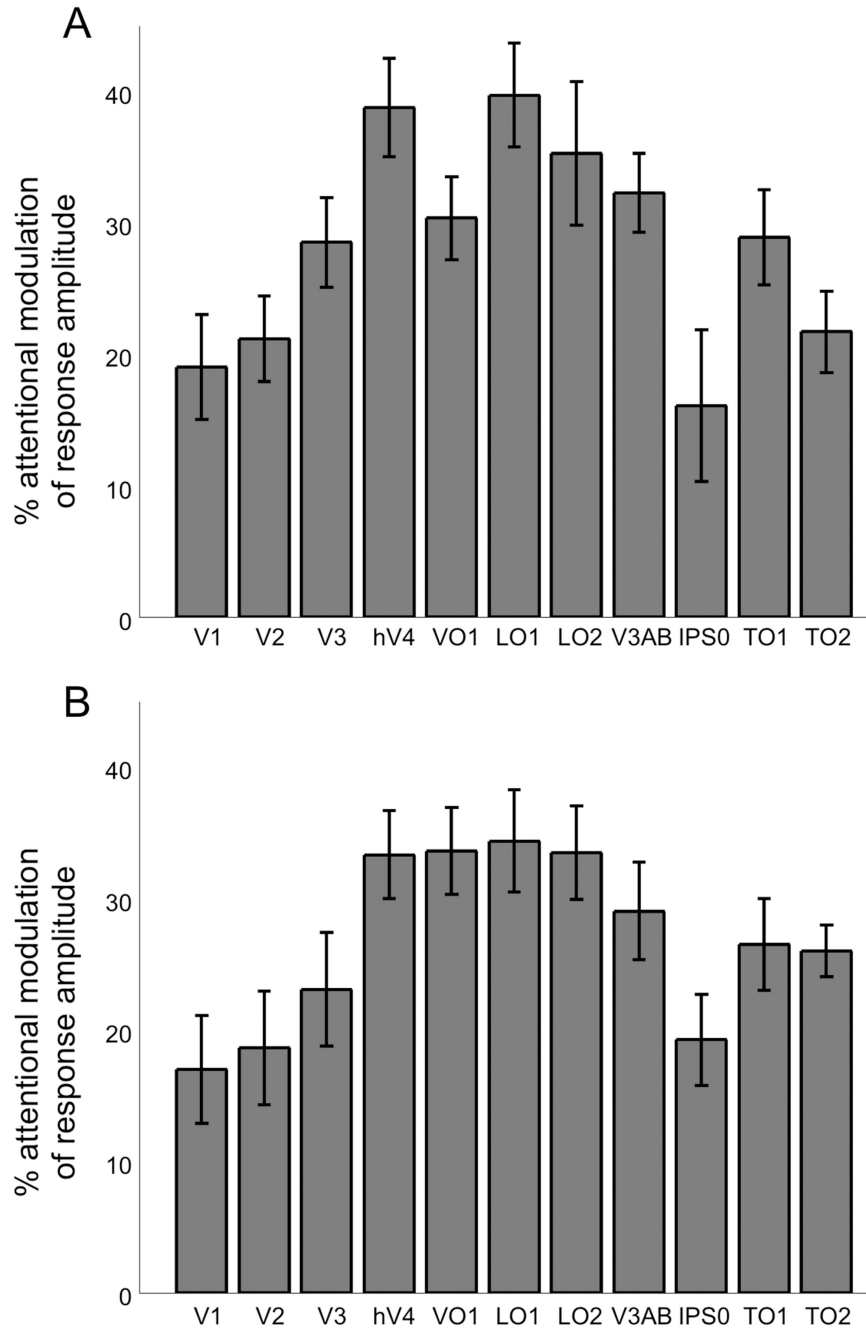 A
% attentional modulation
of response amplitude
40
30
20
10
0
V1 V2 V3 hV4 VO1 LO1 LO2 V3AB IPS0 TO1 TO2
B
% attentional modulation
of response amplitude
40
30
20
10
0
V1 V2 V3 hV4 VO1 LO1 LO2 V3AB IPS0 TO1 TO2